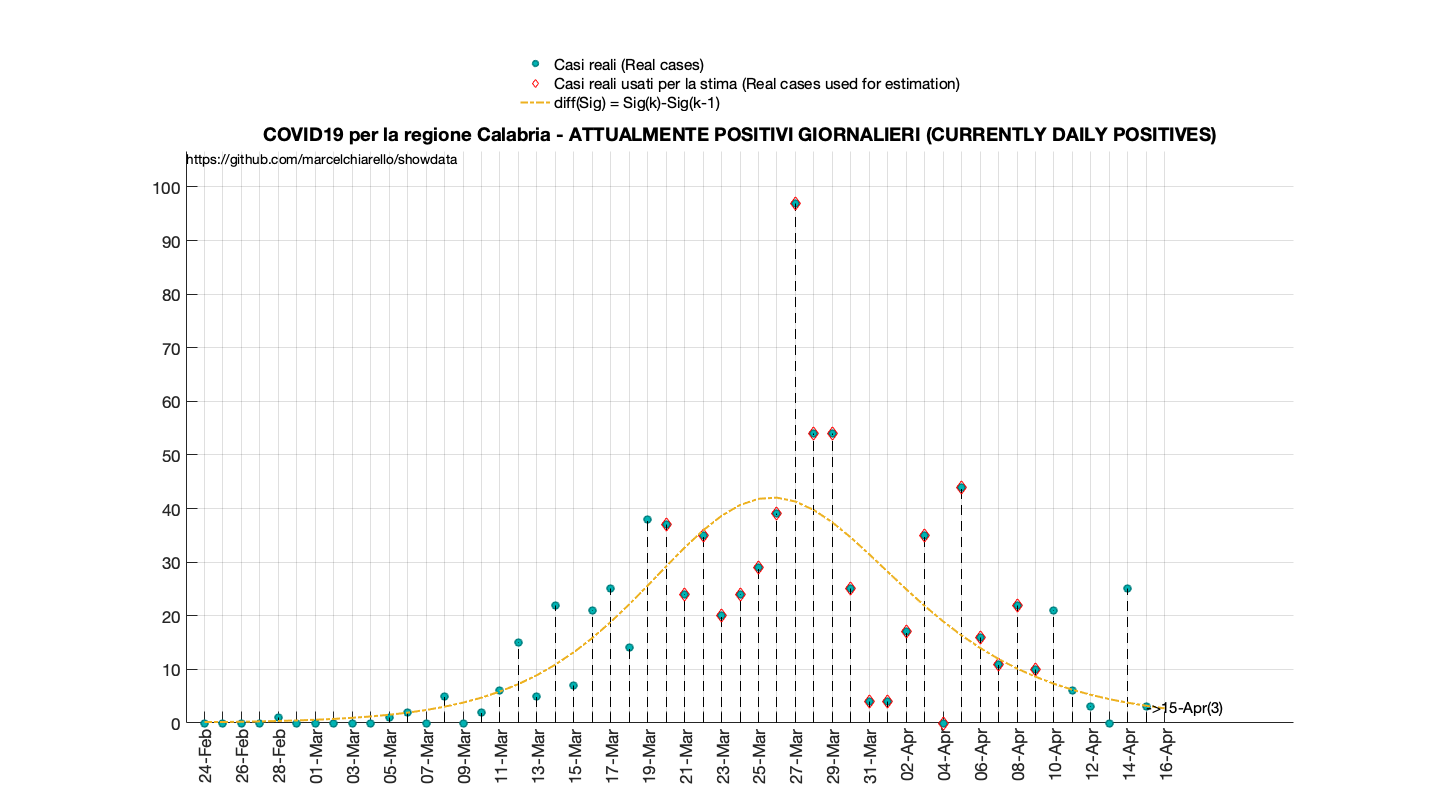 Casi reali (Real cases)
Casi reali usati per la stima (Real cases used for estimation)
diff(Sig) = Sig(k)-Sig(k-1)
COVID19 per la regione Calabria - ATTUALMENTE POSITIVI GIORNALIERI (CURRENTLY DAILY POSITIVES)
https://github.com/marcelchiarello/showdata
100
90
80
70
60
50
40
30
20
10
0
->15-Apr(3)
24-Feb
26-Feb
28-Feb
01-Mar
03-Mar
05-Mar
07-Mar
09-Mar
11-Mar
13-Mar
15-Mar
17-Mar
19-Mar
21-Mar
23-Mar
25-Mar
27-Mar
29-Mar
31-Mar
02-Apr
04-Apr
06-Apr
08-Apr
10-Apr
12-Apr
14-Apr
16-Apr